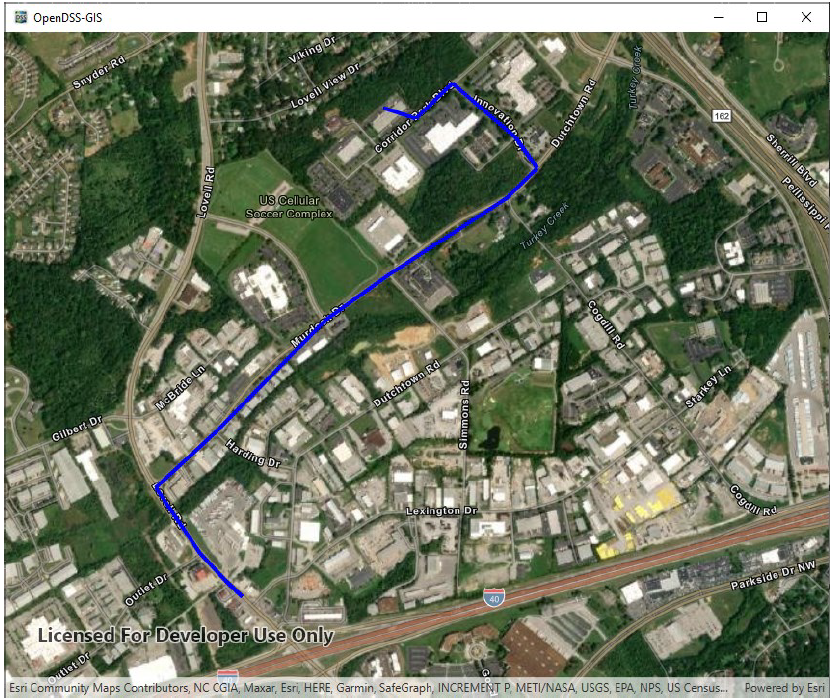 OpenDSS-GIS
Viking Dr
Snyder Rd
Lovell View Dr
Turkey Creek
162
Innovation
Dutchtown Rd
Corridor Park
Sherrill Blvd
Pellissippi
Lovell Rd
US Cellular
Soccer Complex
Turkey Creek
Murdock Dr
Cogdill Rd
McBride Ln
Dutchtown Rd
Starkey Ln
Simmons Rd
Gilbert Dr
Harding Dr
Lovell Rd
Lexington Dr
Cogdill Rd
Outlet Dr
40
Parkside Dr NW
Licensed For Developer Use Only
Outlet Dr
Esri Community Maps Contributors, NC CGIA, Maxar, Esri, HERE, Garmin, SafeGraph, INCREMENT P, METI/NASA, USGS, EPA, NPS, US Census... Powered by Esri